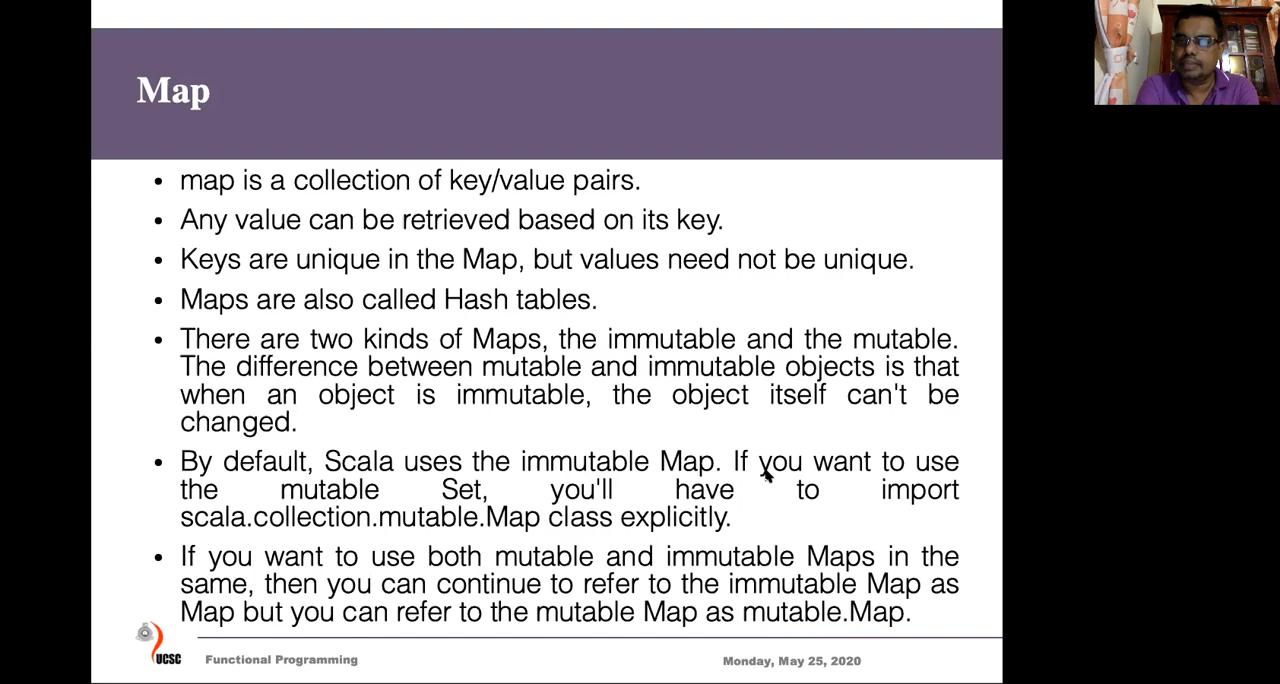 Map
• map is a collection of key/value pairs.
• Any value can be retrieved based on its key.
• Keys are unique in the Map, but values need not be unique.
• Maps are also called Hash tables.
• There are two kinds of Maps, the immutable and the mutable.
The difference between mutable and immutable objects is that
when an object is immutable, the object itself can't be
changed.
• By default, Scala uses the immutable Map. If you want to use
the mutable Set, you'll have to import
scala.collection.mutable.Map class explicitly.
• If you want to use both mutable and immutable Maps in the
same, then you can continue to refer to the immutable Map as
Map but you can refer to the mutable Map as mutable.Map.
UCSC
Functional Programming
Monday, May 25, 2020